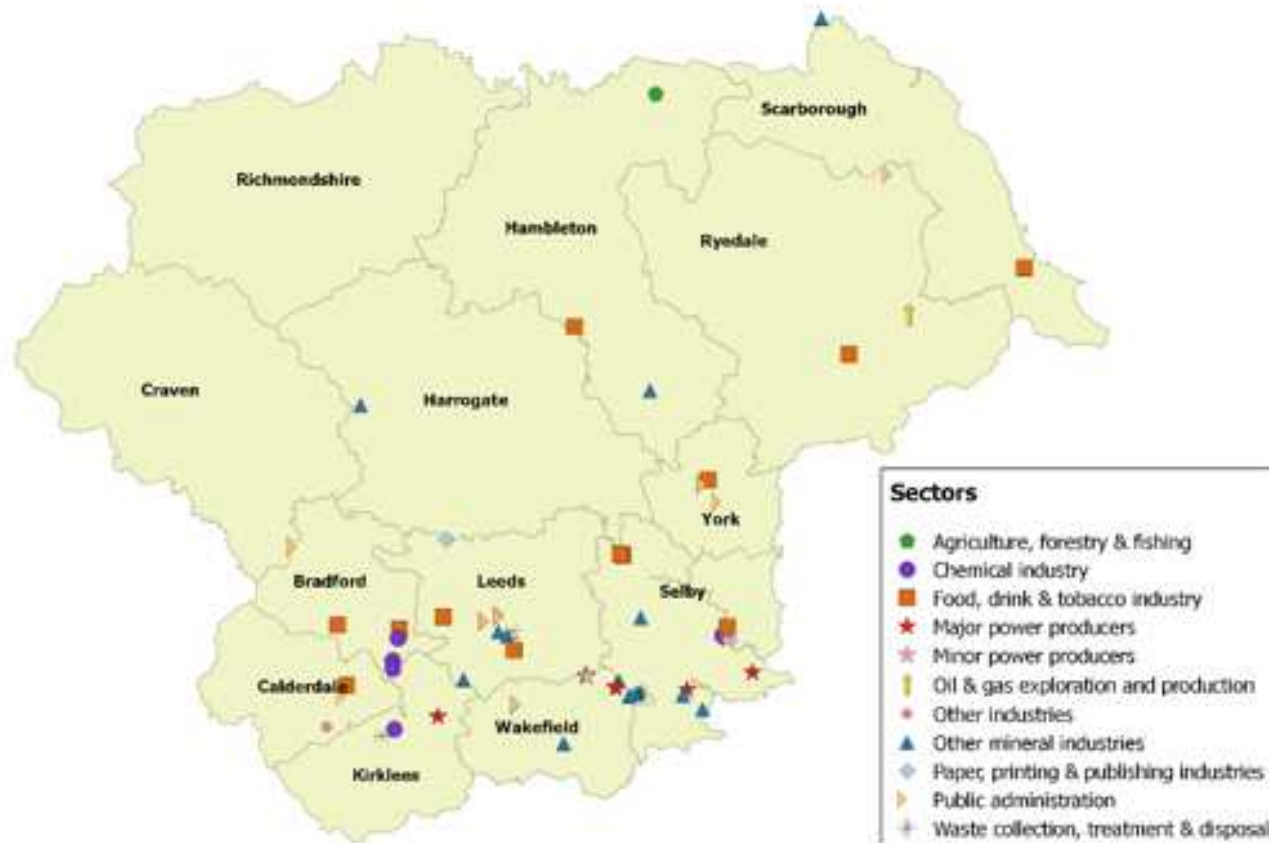 Scarborough
Richmondshire
Hambleton
Ryedale
Craven
Harrogate
York
Bradford
Leeds
Selby
Calderdale
Wakefield
Kirklees
Sectors
Agriculture, forestry & fishing
Chemical industry
Food, drink & tobacco industry
Major power producers
Minor power producers
Oil & gas exploration and production
Other industries
Other mineral industries
Paper, printing & publishing industries
Public administration
Waste collection, treatment & disposal